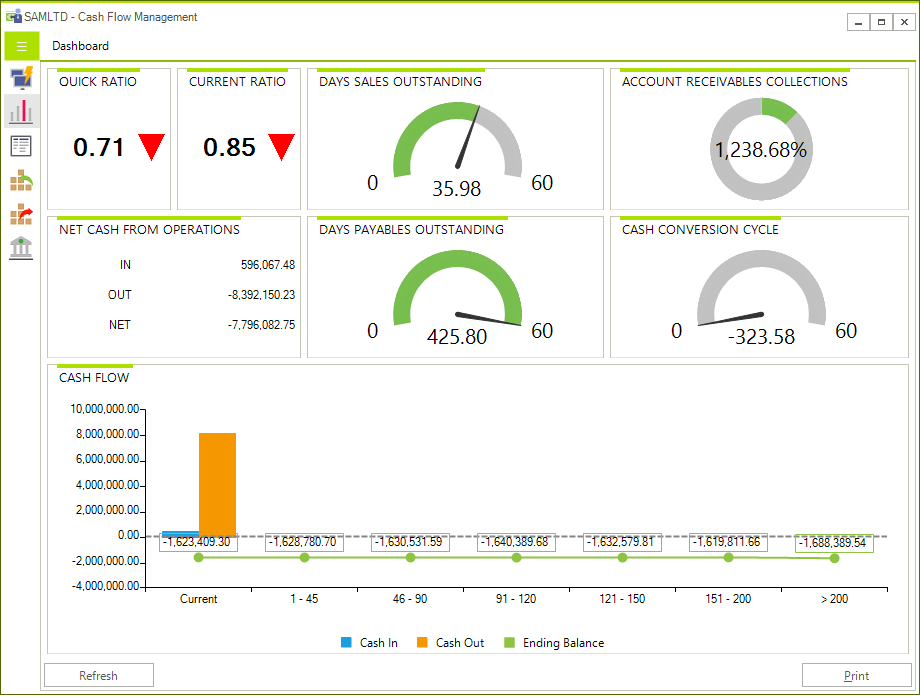 SAMLTD - Cash Flow Management
Dashboard
QUICK RATIO
0.71
CURRENT RATIO
0.85
DAYS SALES OUTSTANDING
0
35.98
60
ACCOUNT RECEIVABLES COLLECTIONS
1,238.68%
NET CASH FROM OPERATIONS
IN 596,067.48
OUT -8,392,150.23
NET -7,796,082.75
DAYS PAYABLES OUTSTANDING
0
425.80
60
CASH CONVERSION CYCLE
0
-323.58
60
CASH FLOW
10,000,000.00
8,000,000.00
6,000,000.00
4,000,000.00
2,000,000.00
0.00
-2,000,000.00
-4,000,000.00
-1,623,409.30 -1,628,780.70 -1,630,531.59 -1,640,389.68 -1,632,579.81 -1,619,811.66 -1,688,389.54
Current 1 - 45 46 - 90 91 - 120 121 - 150 151 - 200 > 200
Cash In Cash Out Ending Balance
Refresh Print